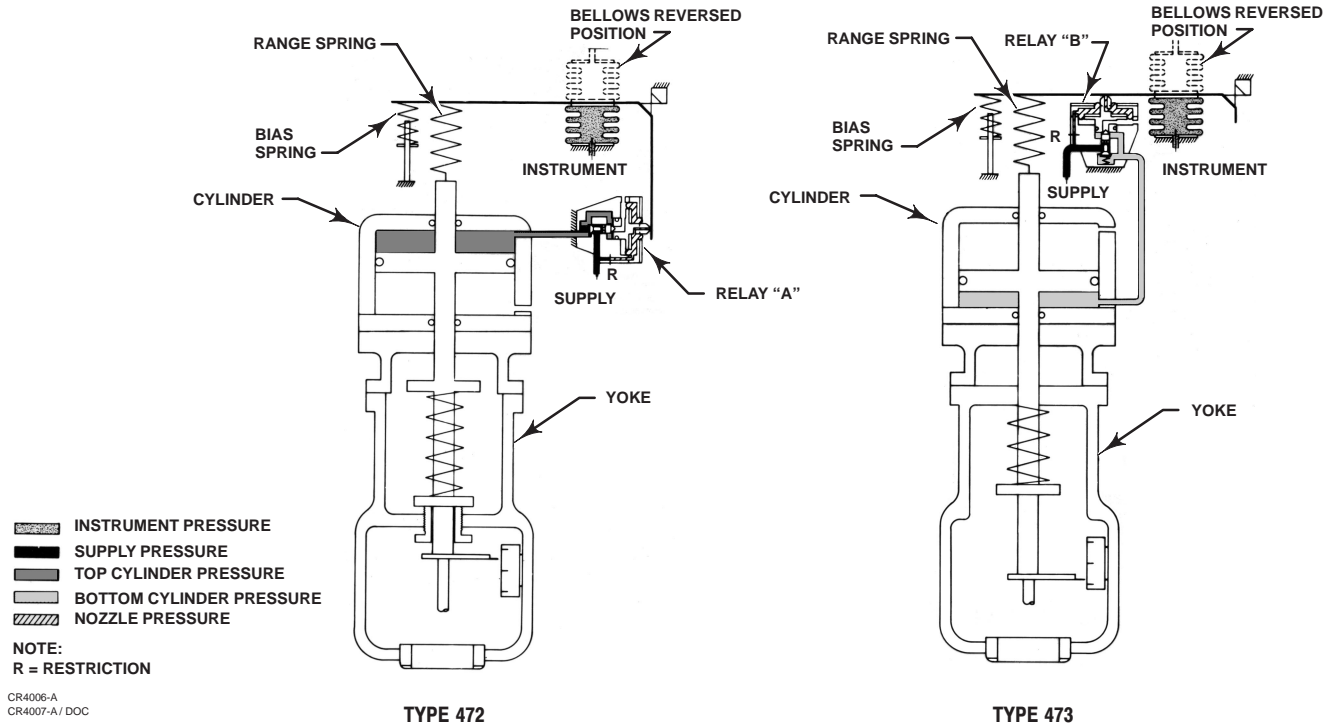 BELLOWS REVERSED
POSITION
RANGE SPRING
BIAS
SPRING
INSTRUMENT
CYLINDER
R
SUPPLY
RELAY “A”
YOKE
INSTRUMENT PRESSURE
SUPPLY PRESSURE
TOP CYLINDER PRESSURE
BOTTOM CYLINDER PRESSURE
NOZZLE PRESSURE
NOTE:
R = RESTRICTION
CR4006-A
CR4007-A / DOC
TYPE 472
BELLOWS REVERSED
POSITION
RANGE SPRING
RELAY “B”
BIAS
SPRING
R
INSTRUMENT
SUPPLY
CYLINDER
YOKE
TYPE 473